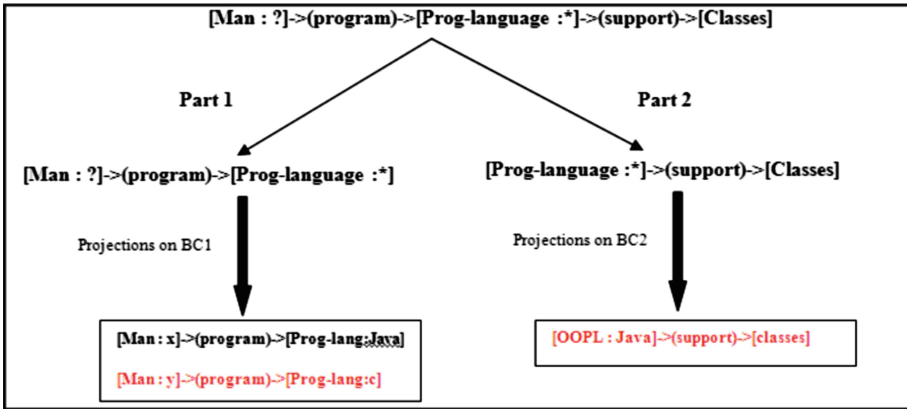 [Man : ?]->(program)->[Prog-language :*]->(support)->[Classes]
Part 1
Part 2
[Man : ?]->(program)->[Prog-language :*]
[Prog-language :*]->(support)->[Classes]
Projections on BC1
Projections on BC2
[Man : x]->(program)->[Prog-lang:Java]
[Man : y]->(program)->[Prog-lang:c]
[OOPL : Java]->(support)->[classes]